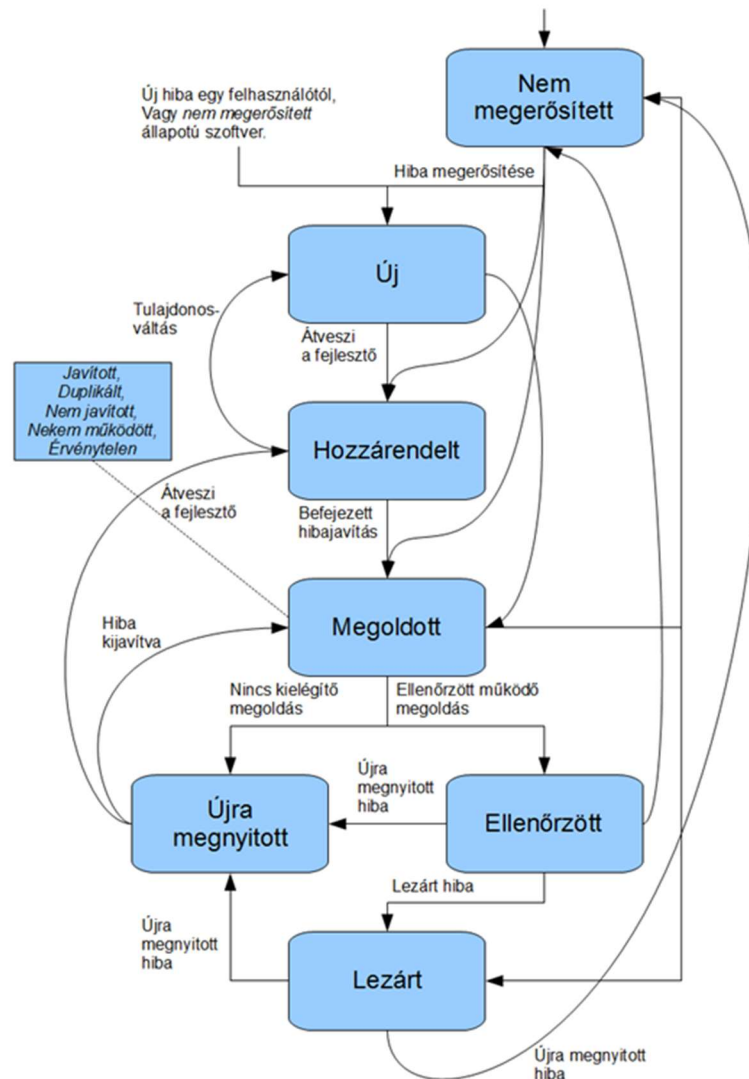 Nem
megerősített
Új hiba egy felhasználótól,
Vagy nem megerősített
állapotú szoftver.
Hiba megerősítése
Új
Tulajdonos-
váltás
Átveszi
a fejlesztő
Javított,
Duplikált,
Nem javított,
Nekem működött,
Érvénytelen
Hozzárendelt
Átveszi
a fejlesztő
Befejezett
hibajavítás
Hiba
kijavítva
Megoldott
Nincs kielégítő
megoldás
Ellenőrzött működő
megoldás
Újra
megnyitott
Újra
megnyitott
hiba
Ellenőrzött
Lezárt hiba
Újra
megnyitott
hiba
Lezárt
Újra megnyitott
hiba